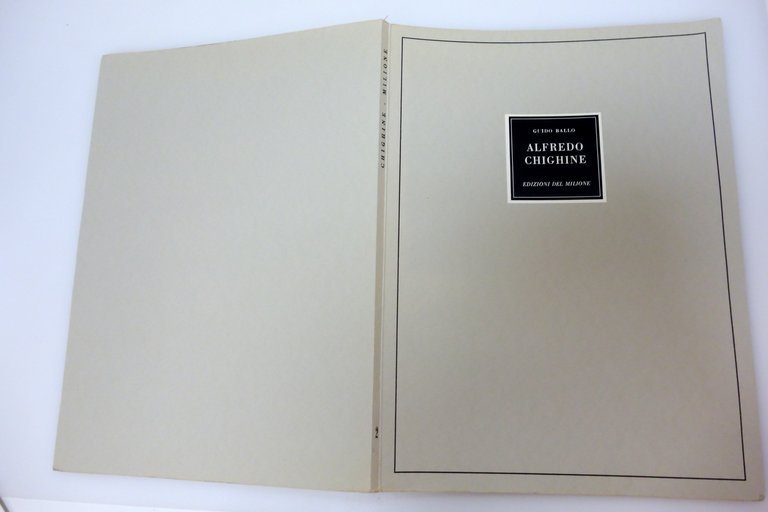 GUIDO BALLO
ALFREDO
CHIGHINE
EDIZIONI DEL MILIONE
CHIGHINE - MILIONE
2